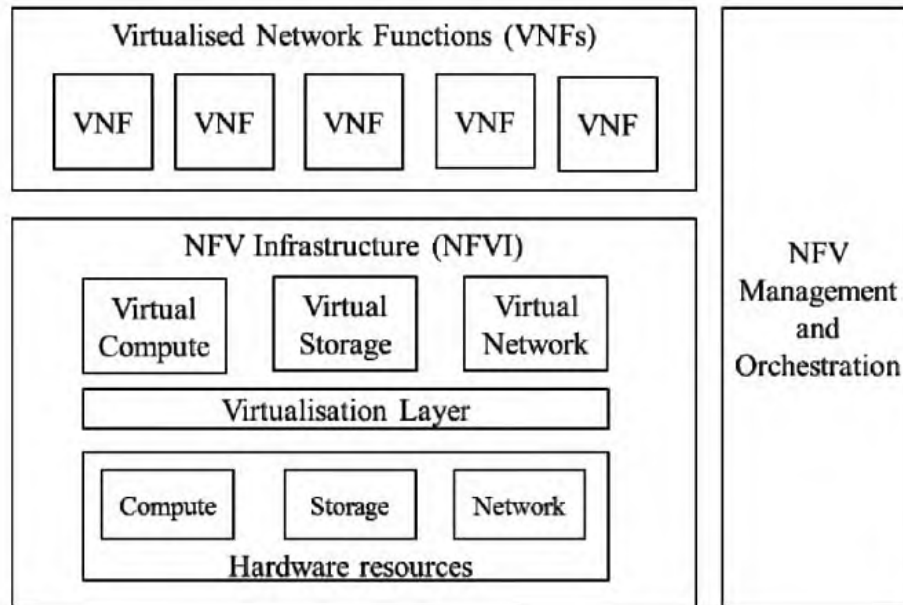 Virtualised Network Functions (VNFs)
VNF VNF VNF VNF VNF
NFV Infrastructure (NFVI)
Virtual
Compute
Virtual
Storage
Virtual
Network
Virtualisation Layer
Compute Storage Network
Hardware resources
NFV
Management
and
Orchestration